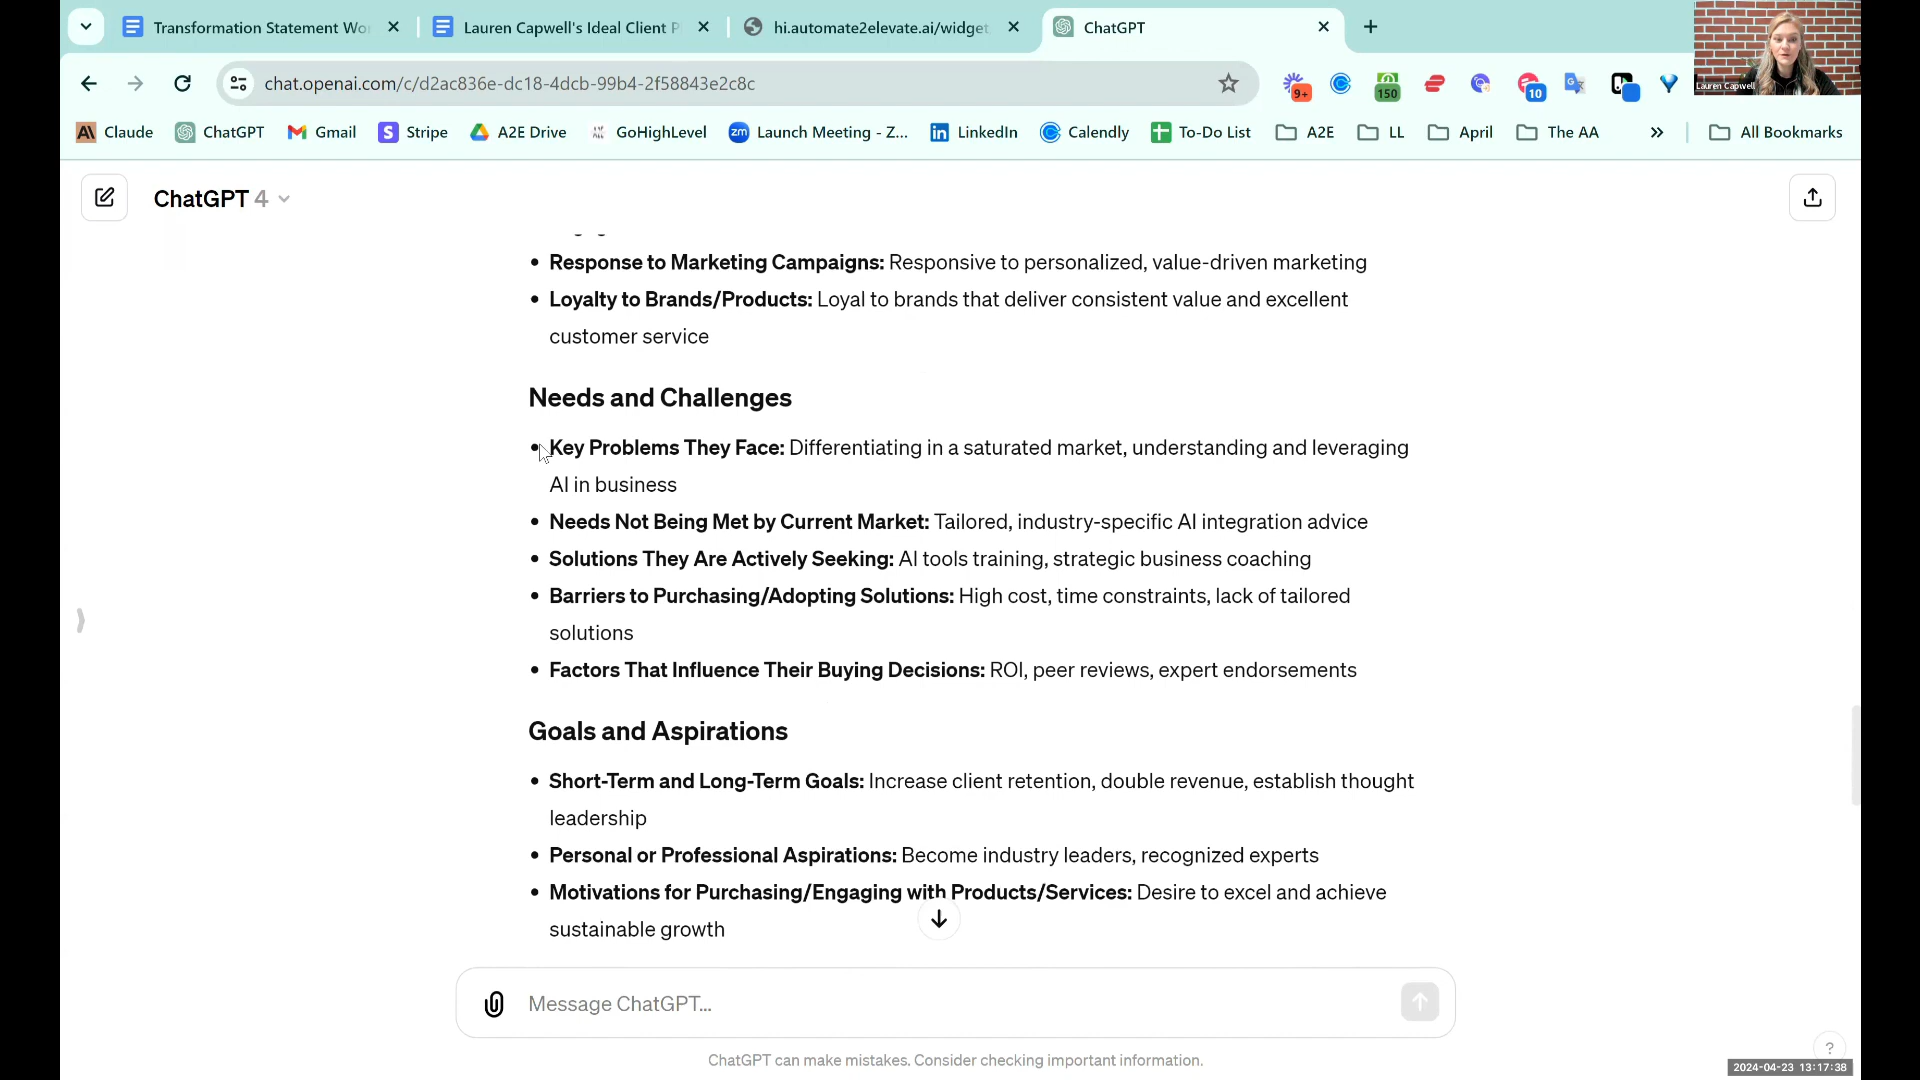 Transformation Statement Wo
Lauren Capwell's Ideal Client P
hi.automate2elevate.ai/widget
ChatGPT
chat.openai.com/c/d2ac836e-dc18-4dcb-99b4-2f58843e2c8c
9+
150
10
Lauren Capwell
Claude
ChatGPT
Gmail
Stripe
A2E Drive
GoHighLevel
zm
Launch Meeting - Z...
LinkedIn
Calendly
To-Do List
A2E
LL
April
The AA
All Bookmarks
ChatGPT 4
Response to Marketing Campaigns: Responsive to personalized, value-driven marketing
Loyalty to Brands/Products: Loyal to brands that deliver consistent value and excellent
customer service
Needs and Challenges
Key Problems They Face: Differentiating in a saturated market, understanding and leveraging
AI in business
Needs Not Being Met by Current Market: Tailored, industry-specific AI integration advice
Solutions They Are Actively Seeking: AI tools training, strategic business coaching
Barriers to Purchasing/Adopting Solutions: High cost, time constraints, lack of tailored
solutions
Factors That Influence Their Buying Decisions: ROI, peer reviews, expert endorsements
Goals and Aspirations
Short-Term and Long-Term Goals: Increase client retention, double revenue, establish thought
leadership
Personal or Professional Aspirations: Become industry leaders, recognized experts
Motivations for Purchasing/Engaging with Products/Services: Desire to excel and achieve
sustainable growth
Message ChatGPT...
ChatGPT can make mistakes. Consider checking important information.
?
2024-04-23 13:17:38